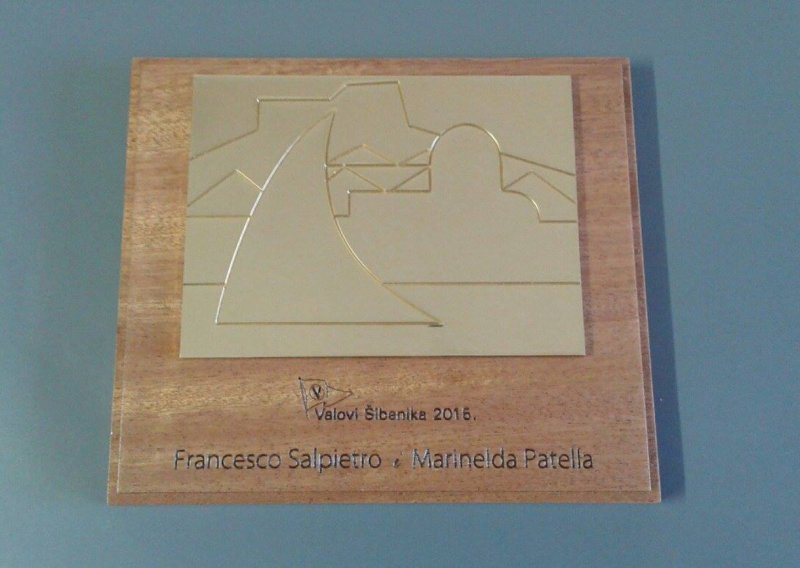 V
Valovi Šibenika 2015.
Francesco Salpietro e Marinelda Patella